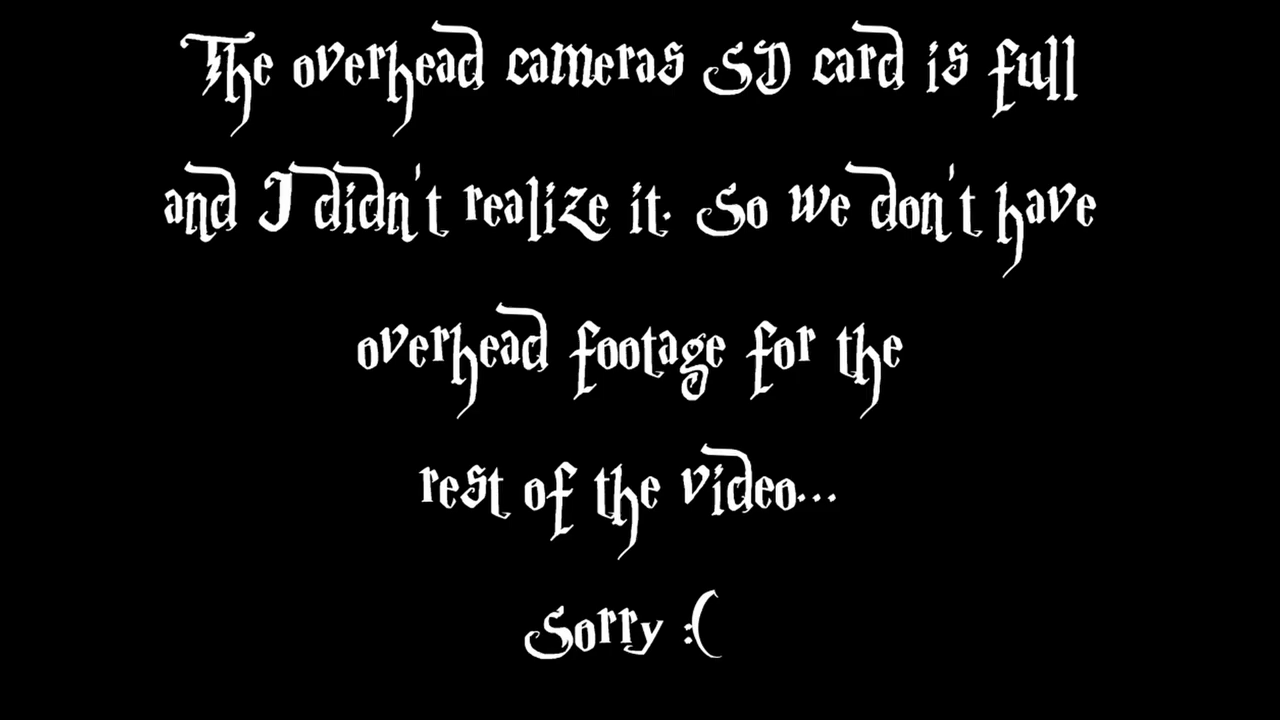 The overhead cameras SD card is full
and I didn't realize it. So we don't have
overhead footage for the
rest of the video...
Sorry :(